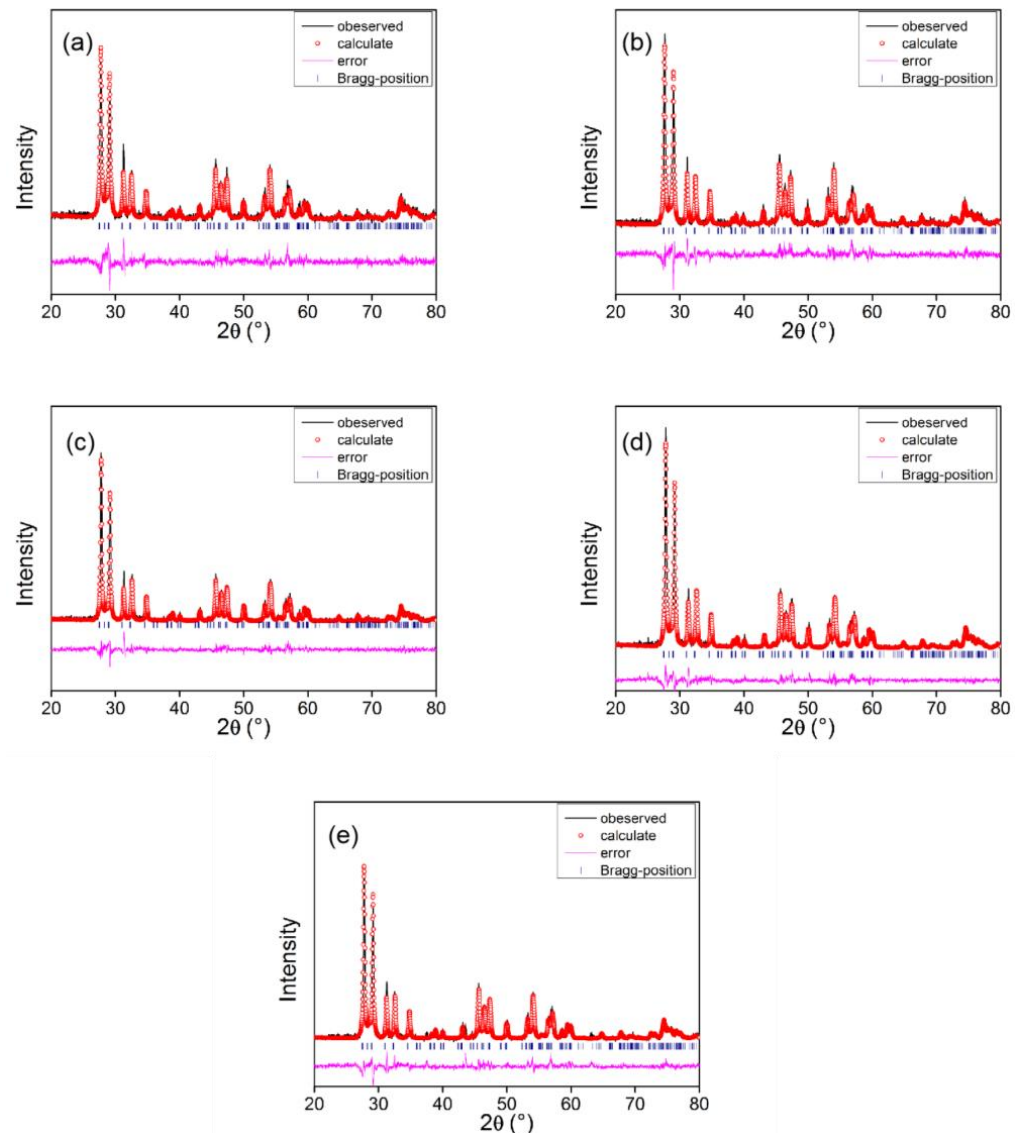 (a)
obeserved
calculate
error
Bragg-position
Intensity
20 30 40 50 60 70 80
2θ (°)
(b)
obeserved
calculate
error
Bragg-position
Intensity
20 30 40 50 60 70 80
2θ (°)
(c)
obeserved
calculate
error
Bragg-position
Intensity
20 30 40 50 60 70 80
2θ (°)
(d)
obeserved
calculate
error
Bragg-position
Intensity
20 30 40 50 60 70 80
2θ (°)
(e)
obeserved
calculate
error
Bragg-position
Intensity
20 30 40 50 60 70 80
2θ (°)